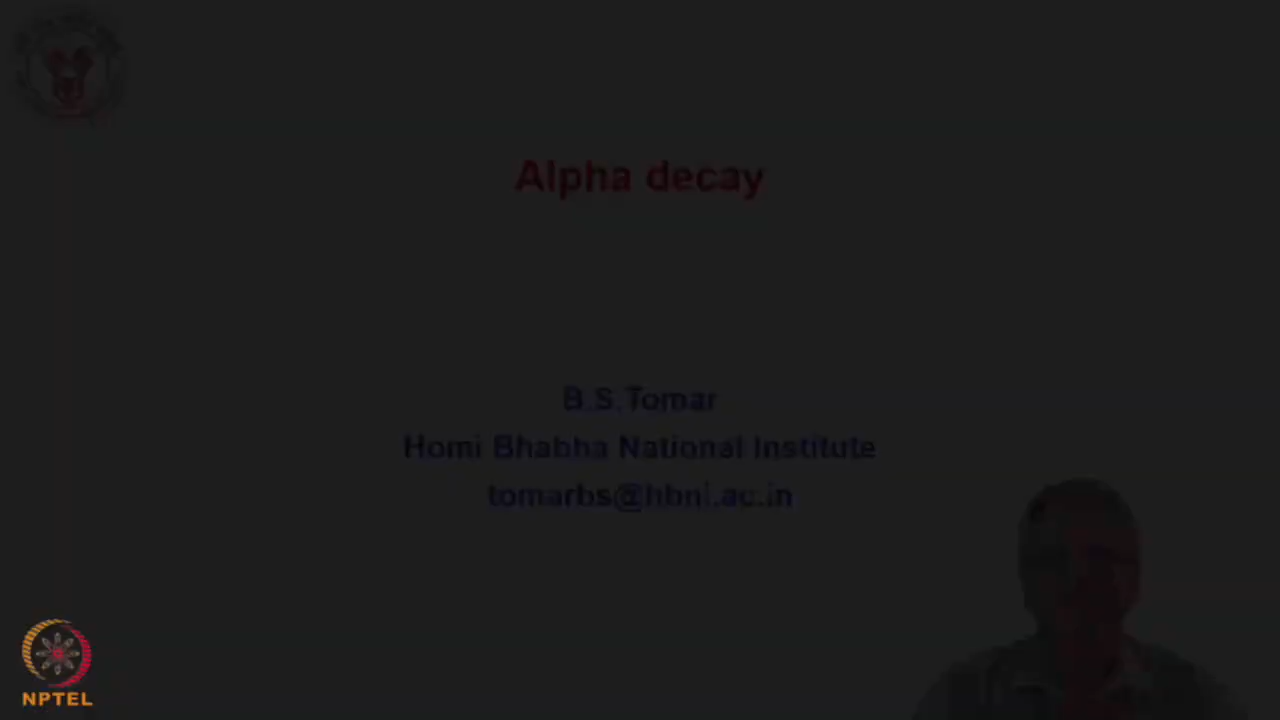 Alpha decay
B.S.Tomar
Homi Bhabha National Institute
tomarbs@hbni.ac.in
NPTEL